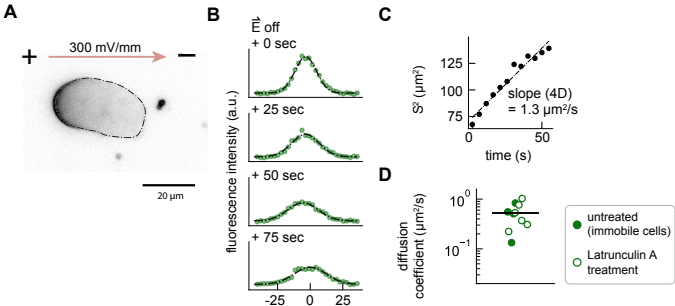 A
300 mV/mm
+
−
20 μm
B
E⃗ off
+ 0 sec
+ 25 sec
+ 50 sec
+ 75 sec
fluorescence intensity (a.u.)
-25
0
25
C
S² (μm²)
125
100
75
slope (4D)
= 1.3 μm²/s
0
50
time (s)
D
diffusion
coefficient (μm²/s)
10⁰
10⁻¹
untreated
(immobile cells)
Latrunculin A
treatment